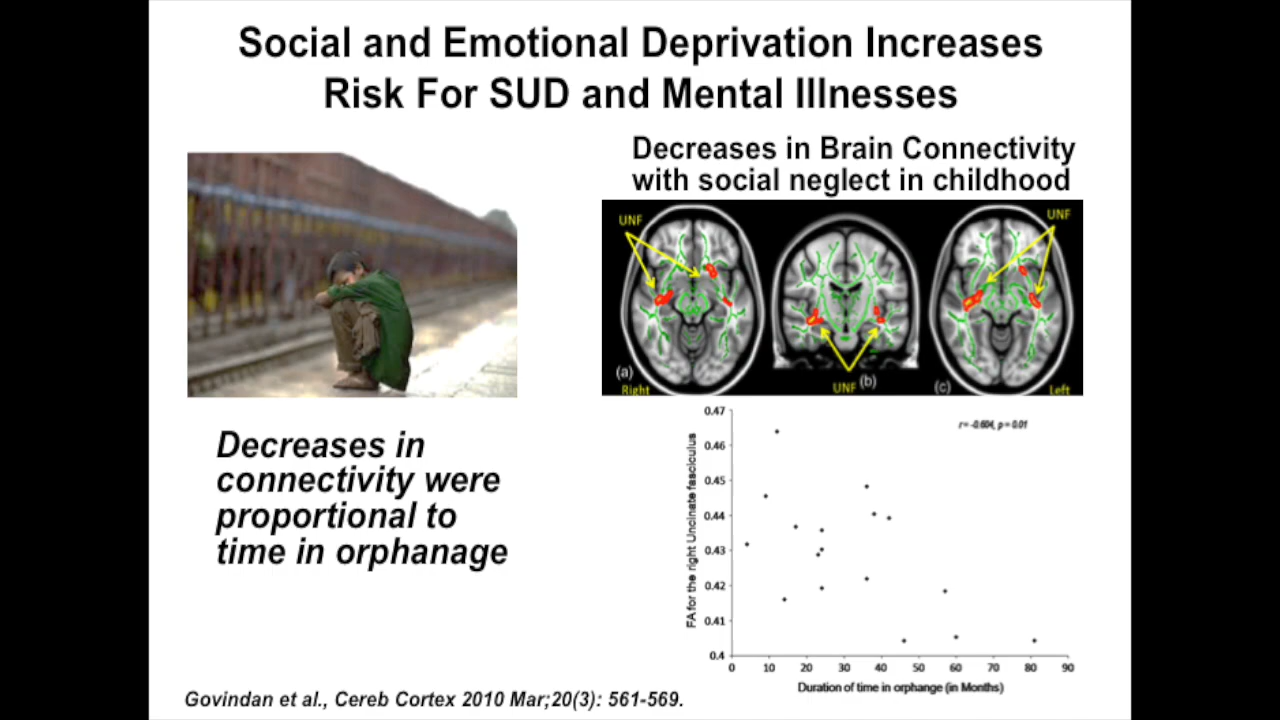 Social and Emotional Deprivation Increases
Risk For SUD and Mental Illnesses
Decreases in Brain Connectivity
with social neglect in childhood
UNF
UNF
UNF
(a)
(b)
(c)
Right
Left
Decreases in
connectivity were
proportional to
time in orphanage
r= -0.604, p = 0.01
FA for the right Uncinate fasciculus
0.47
0.46
0.45
0.44
0.43
0.42
0.41
0.4
0 10 20 30 40 50 60 70 80 90
Duration of time in orphange (in Months)
Govindan et al., Cereb Cortex 2010 Mar;20(3): 561-569.